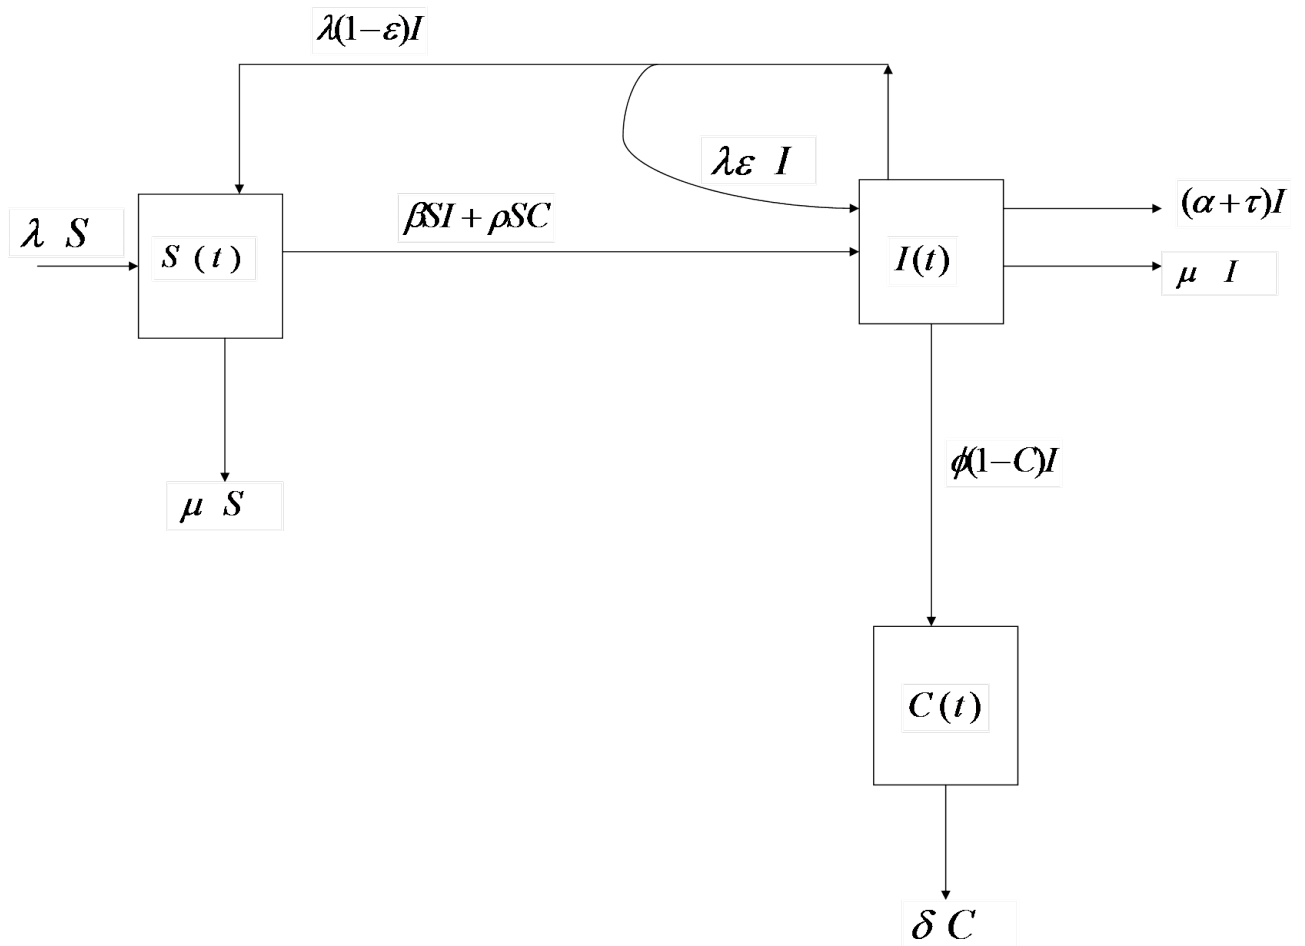 λ(1−ε)I
λε I
(α+τ)I
λ S
S (t)
βSI + ρSC
I(t)
μ I
ϕ(1−C)I
μ S
C (t)
δ C